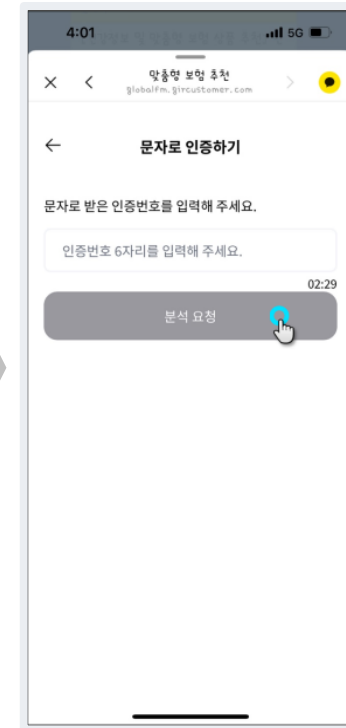 4:01
5G
맞춤형 보험 추천
globalfm.gircustomer.com
문자로 인증하기
문자로 받은 인증번호를 입력해 주세요.
인증번호 6자리를 입력해 주세요.
02:29
분석 요청